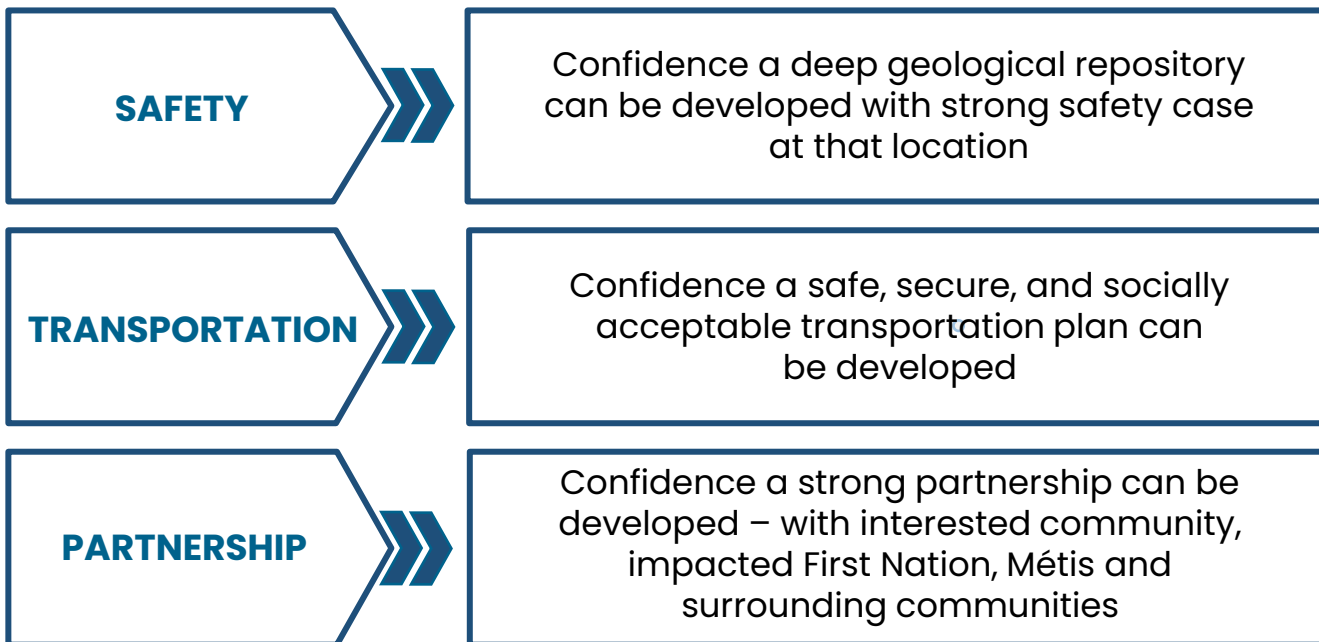 SAFETY
Confidence a deep geological repository
can be developed with strong safety case
at that location
TRANSPORTATION
Confidence a safe, secure, and socially
acceptable transportation plan can
be developed
PARTNERSHIP
Confidence a strong partnership can be
developed – with interested community,
impacted First Nation, Métis and
surrounding communities